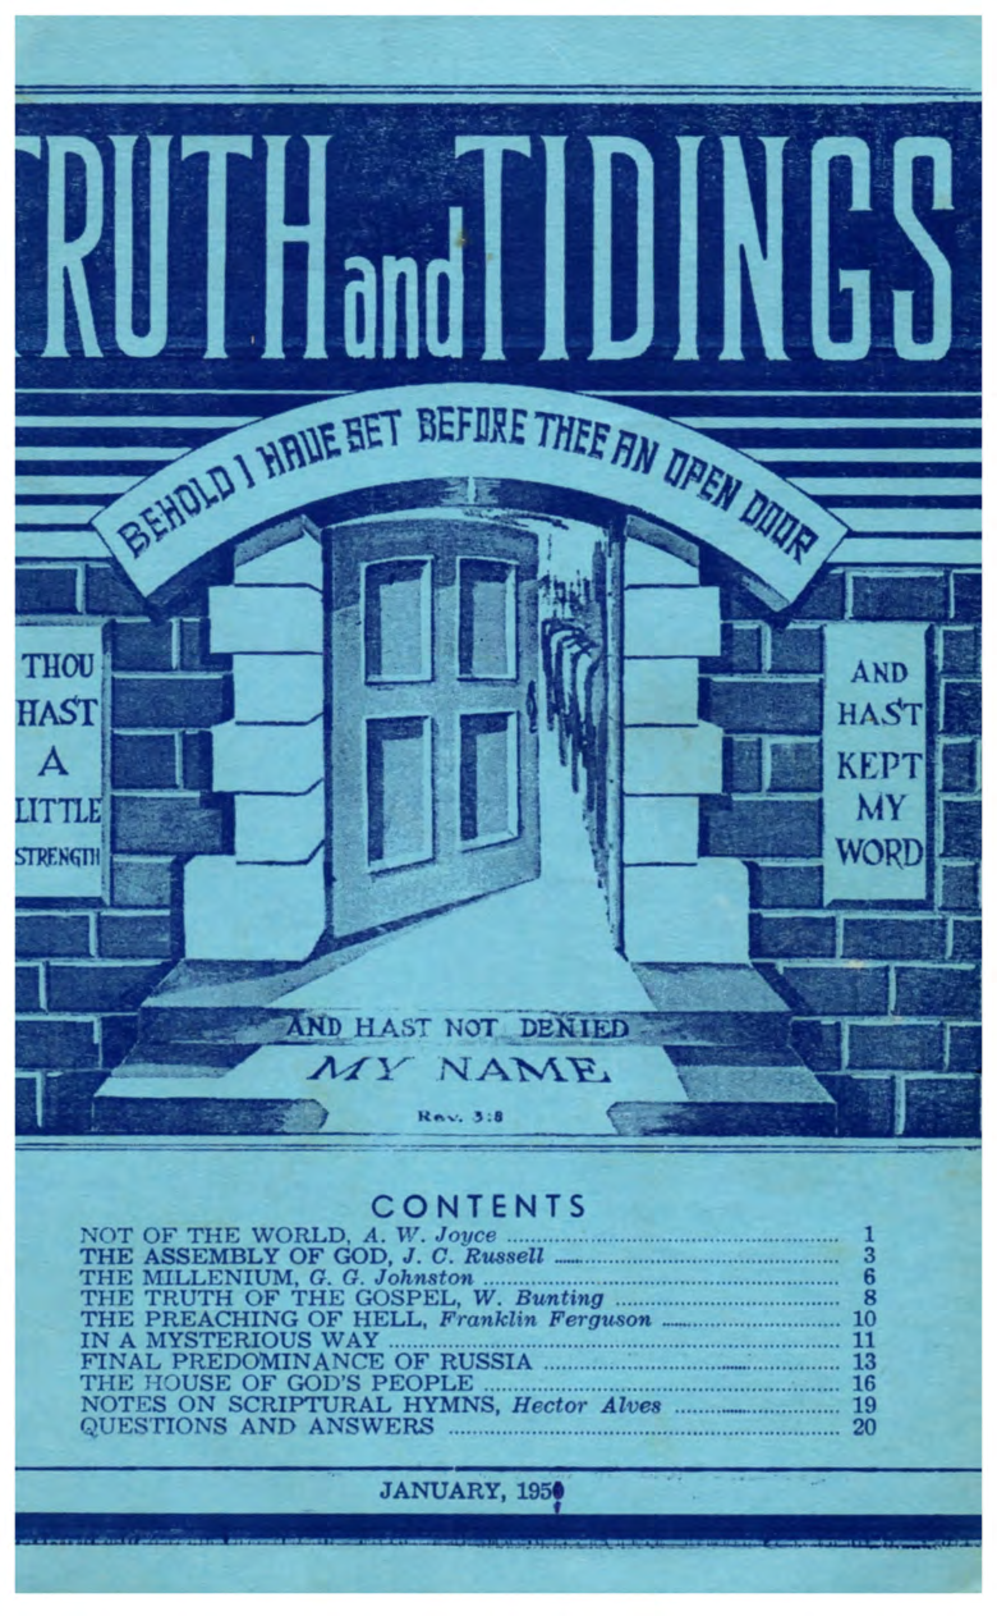 TRUTH and TIDINGS
BEHOLD I HAVE SET BEFORE THEE AN OPEN DOOR
THOU
HAST
A
LITTLE
STRENGTH
AND
HAST
KEPT
MY
WORD
AND HAST NOT DENIED
MY NAME
Rev. 3:8
CONTENTS
NOT OF THE WORLD, A. W. Joyce 1
THE ASSEMBLY OF GOD, J. C. Russell 3
THE MILLENIUM, G. G. Johnston 6
THE TRUTH OF THE GOSPEL, W. Bunting 8
THE PREACHING OF HELL, Franklin Ferguson 10
IN A MYSTERIOUS WAY 11
FINAL PREDOMINANCE OF RUSSIA 13
THE HOUSE OF GOD'S PEOPLE 16
NOTES ON SCRIPTURAL HYMNS, Hector Alves 19
QUESTIONS AND ANSWERS 20
JANUARY,